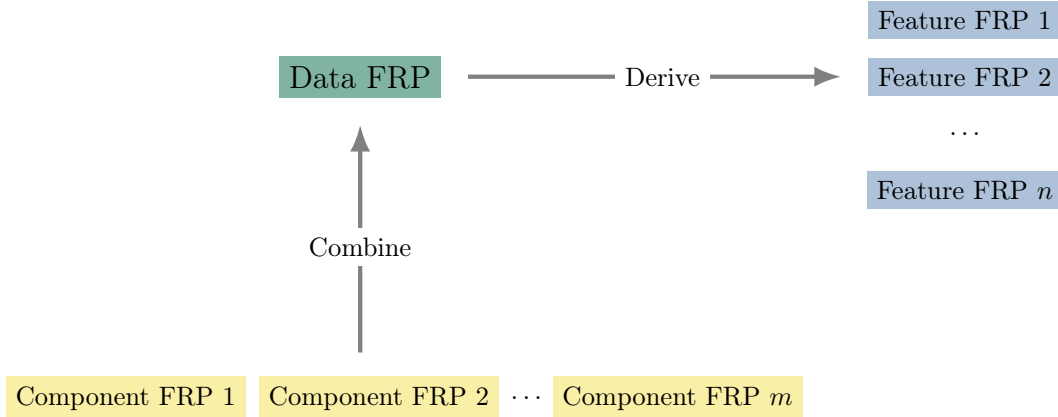 Feature FRP 1
Data FRP
Derive
Feature FRP 2
...
Feature FRP n
Combine
Component FRP 1 Component FRP 2 ... Component FRP m